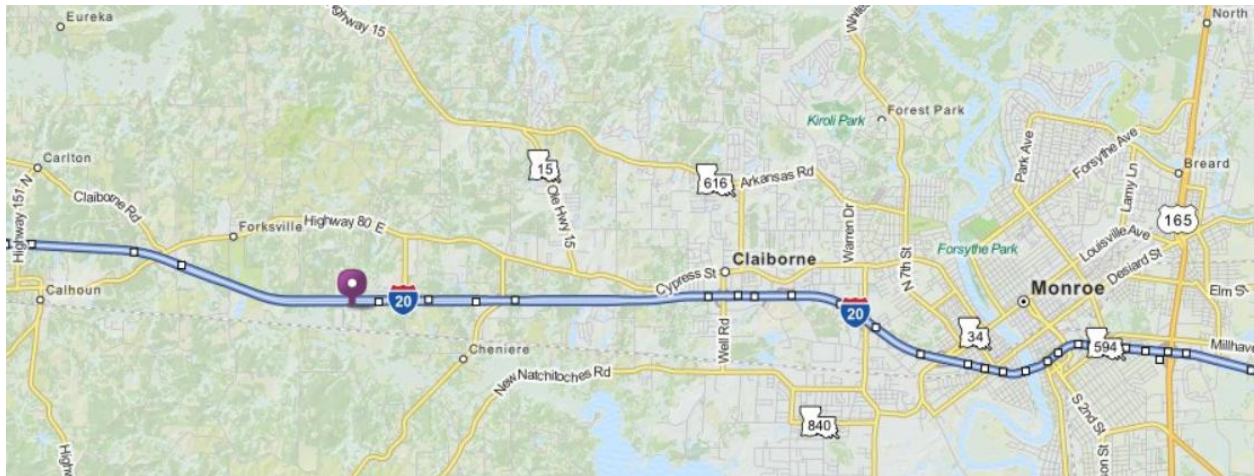 Eureka
Highway 15
North
Forest Park
Kiroli Park
Carlton
15
616
Arkansas Rd
Park Ave
Forsythe Ave
Breard
Highway 151 N
Claiborne Rd
Ole Hwy 15
Lamy Ln
Forksville
Highway 80 E
Warren Dr
N 7th St
Forsythe Park
Louisville Ave
165
Desiard St
Claiborne
Cypress St
Calhoun
20
20
Monroe
Elm S
34
594
Millhave
Cheniere
Well Rd
New Natchitoches Rd
840
S 2nd St